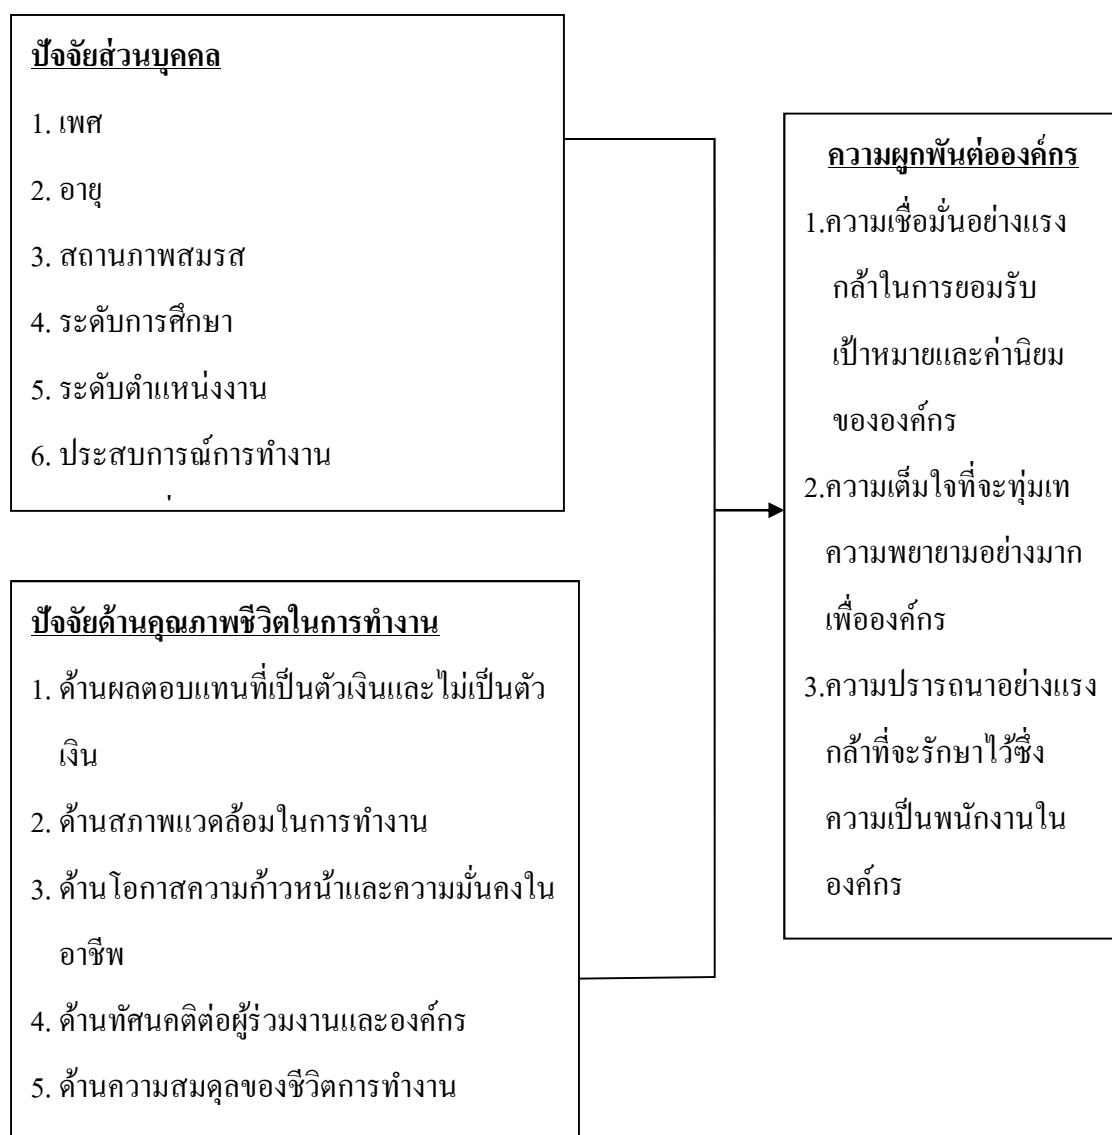 ปัจจัยส่วนบุคคล
1. เพศ
2. อายุ
3. สถานภาพสมรส
4. ระดับการศึกษา
5. ระดับตำแหน่งงาน
6. ประสบการณ์การทำงาน
ปัจจัยด้านคุณภาพชีวิตในการทำงาน
1. ด้านผลตอบแทนที่เป็นตัวเงินและไม่เป็นตัว
เงิน
2. ด้านสภาพแวดล้อมในการทำงาน
3. ด้านโอกาสความก้าวหน้าและความมั่นคงใน
อาชีพ
4. ด้านทัศนคติต่อผู้ร่วมงานและองค์กร
5. ด้านความสมดุลของชีวิตการทำงาน
ความผูกพันต่อองค์กร
1.ความเชื่อมั่นอย่างแรง
กล้าในการยอมรับ
เป้าหมายและค่านิยม
ขององค์กร
2.ความเต็มใจที่จะทุ่มเท
ความพยายามอย่างมาก
เพื่อองค์กร
3.ความปรารถนาอย่างแรง
กล้าที่จะรักษาไว้ซึ่ง
ความเป็นพนักงานใน
องค์กร